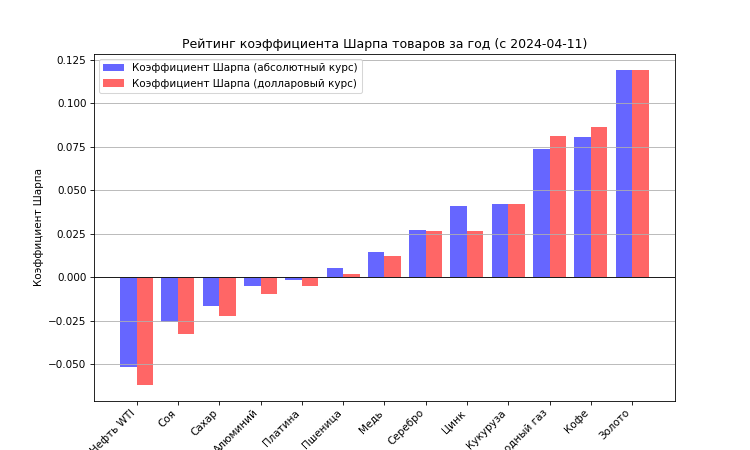 Рейтинг коэффициента Шарпа товаров за год (с 2024-04-11)
Коэффициент Шарпа (абсолютный курс)
Коэффициент Шарпа (долларовый курс)
Коэффициент Шарпа
0.125
0.100
0.075
0.050
0.025
0.000
−0.025
−0.050
Нефть WTI
Соя
Сахар
Алюминий
Платина
Пшеница
Медь
Серебро
Цинк
Кукуруза
одный газ
Кофе
Золото